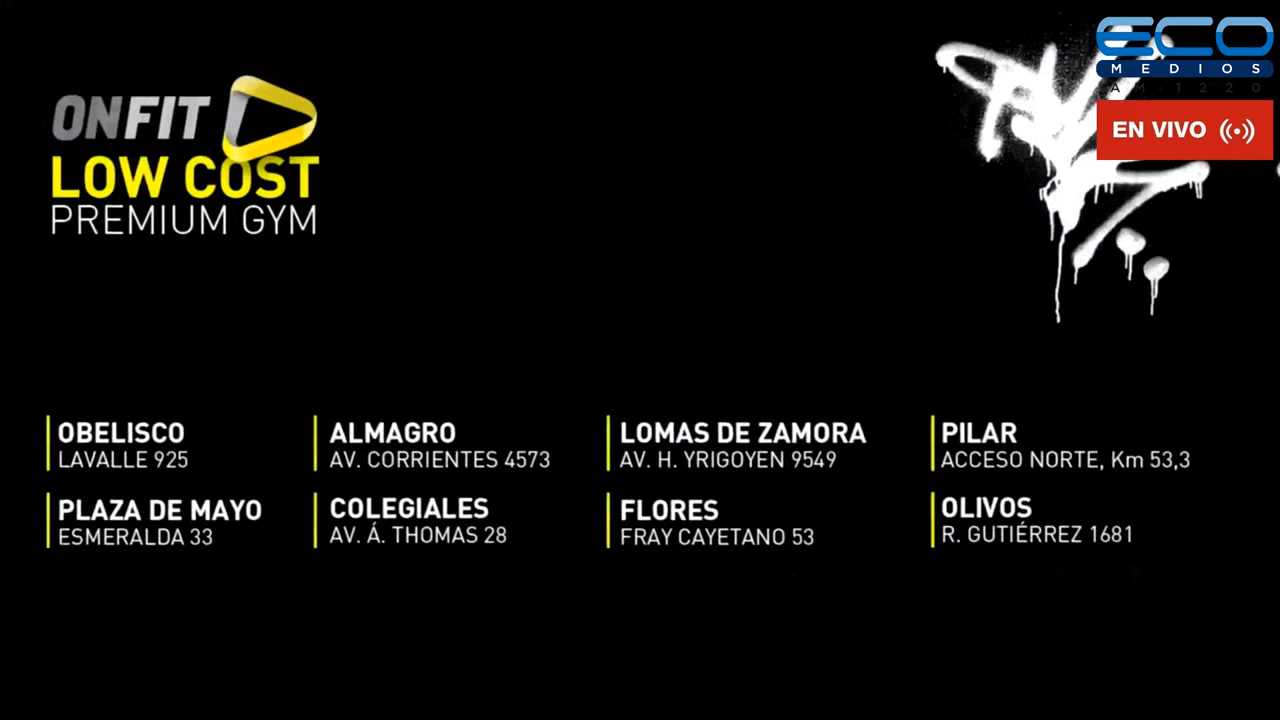 ECO
MEDIOS
AM·1220
EN VIVO
ONFIT
LOW COST
PREMIUM GYM
OBELISCO
LAVALLE 925
ALMAGRO
AV. CORRIENTES 4573
LOMAS DE ZAMORA
AV. H. YRIGOYEN 9549
PILAR
ACCESO NORTE, Km 53,3
PLAZA DE MAYO
ESMERALDA 33
COLEGIALES
AV. Á. THOMAS 28
FLORES
FRAY CAYETANO 53
OLIVOS
R. GUTIÉRREZ 1681